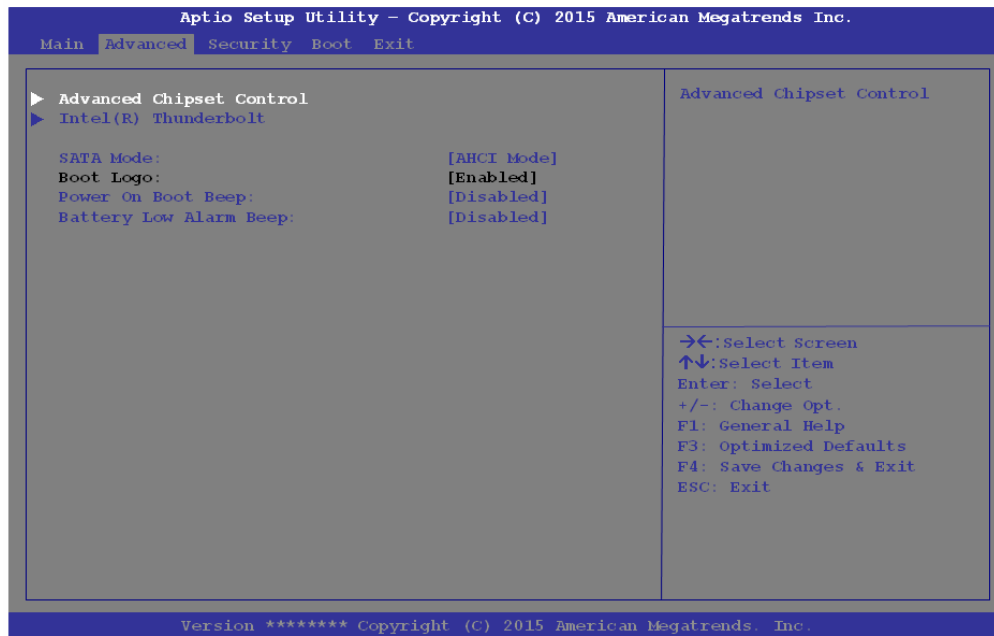 Aptio Setup Utility – Copyright (C) 2015 American Megatrends Inc.
Main Advanced Security Boot Exit
Advanced Chipset Control
Intel(R) Thunderbolt
SATA Mode: [AHCI Mode]
Boot Logo: [Enabled]
Power On Boot Beep: [Disabled]
Battery Low Alarm Beep: [Disabled]
Advanced Chipset Control
→←:Select Screen
↑↓:Select Item
Enter: Select
+/-: Change Opt.
F1: General Help
F3: Optimized Defaults
F4: Save Changes & Exit
ESC: Exit
Version ******** Copyright (C) 2015 American Megatrends. Inc.